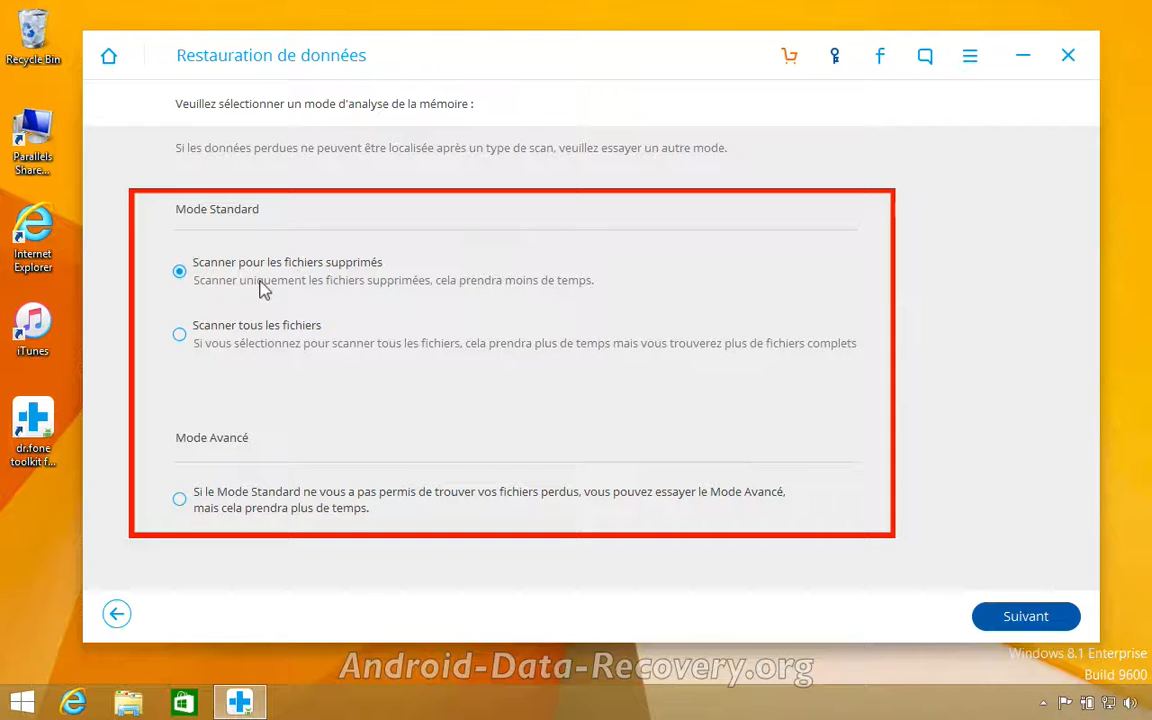 Recycle Bin
Parallels
Share...
Internet
Explorer
iTunes
dr.fone
toolkit f...
Restauration de données
Veuillez sélectionner un mode d'analyse de la mémoire :
Si les données perdues ne peuvent être localisée après un type de scan, veuillez essayer un autre mode.
Mode Standard
Scanner pour les fichiers supprimés
Scanner uniquement les fichiers supprimées, cela prendra moins de temps.
Scanner tous les fichiers
Si vous sélectionnez pour scanner tous les fichiers, cela prendra plus de temps mais vous trouverez plus de fichiers complets
Mode Avancé
Si le Mode Standard ne vous a pas permis de trouver vos fichiers perdus, vous pouvez essayer le Mode Avancé,
mais cela prendra plus de temps.
Suivant
Windows 8.1 Enterprise
Build 9600
Android-Data-Recovery.org